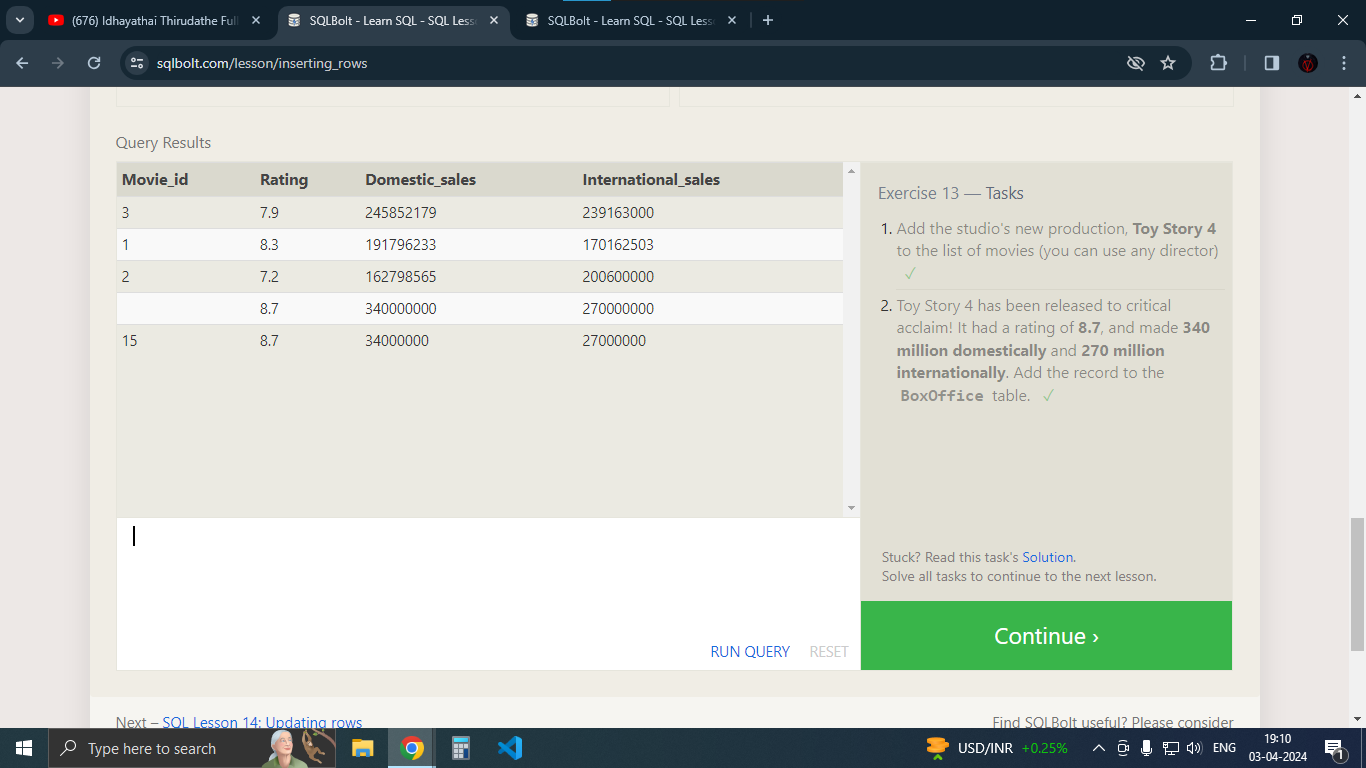 (676) Idhayathai Thirudathe Full
SQLBolt - Learn SQL - SQL Less
SQLBolt - Learn SQL - SQL Less
sqlbolt.com/lesson/inserting_rows
Query Results
Movie_id Rating Domestic_sales International_sales
3 7.9 245852179 239163000
1 8.3 191796233 170162503
2 7.2 162798565 200600000
8.7 340000000 270000000
15 8.7 34000000 27000000
Exercise 13 — Tasks
1. Add the studio's new production, Toy Story 4
to the list of movies (you can use any director)
✓
2. Toy Story 4 has been released to critical
acclaim! It had a rating of 8.7, and made 340
million domestically and 270 million
internationally. Add the record to the
BoxOffice table. ✓
Stuck? Read this task's Solution.
Solve all tasks to continue to the next lesson.
RUN QUERY RESET
Continue ›
Next – SQL Lesson 14: Updating rows
Find SQLBolt useful? Please consider
Type here to search
USD/INR +0.25%
ENG
19:10
03-04-2024
1